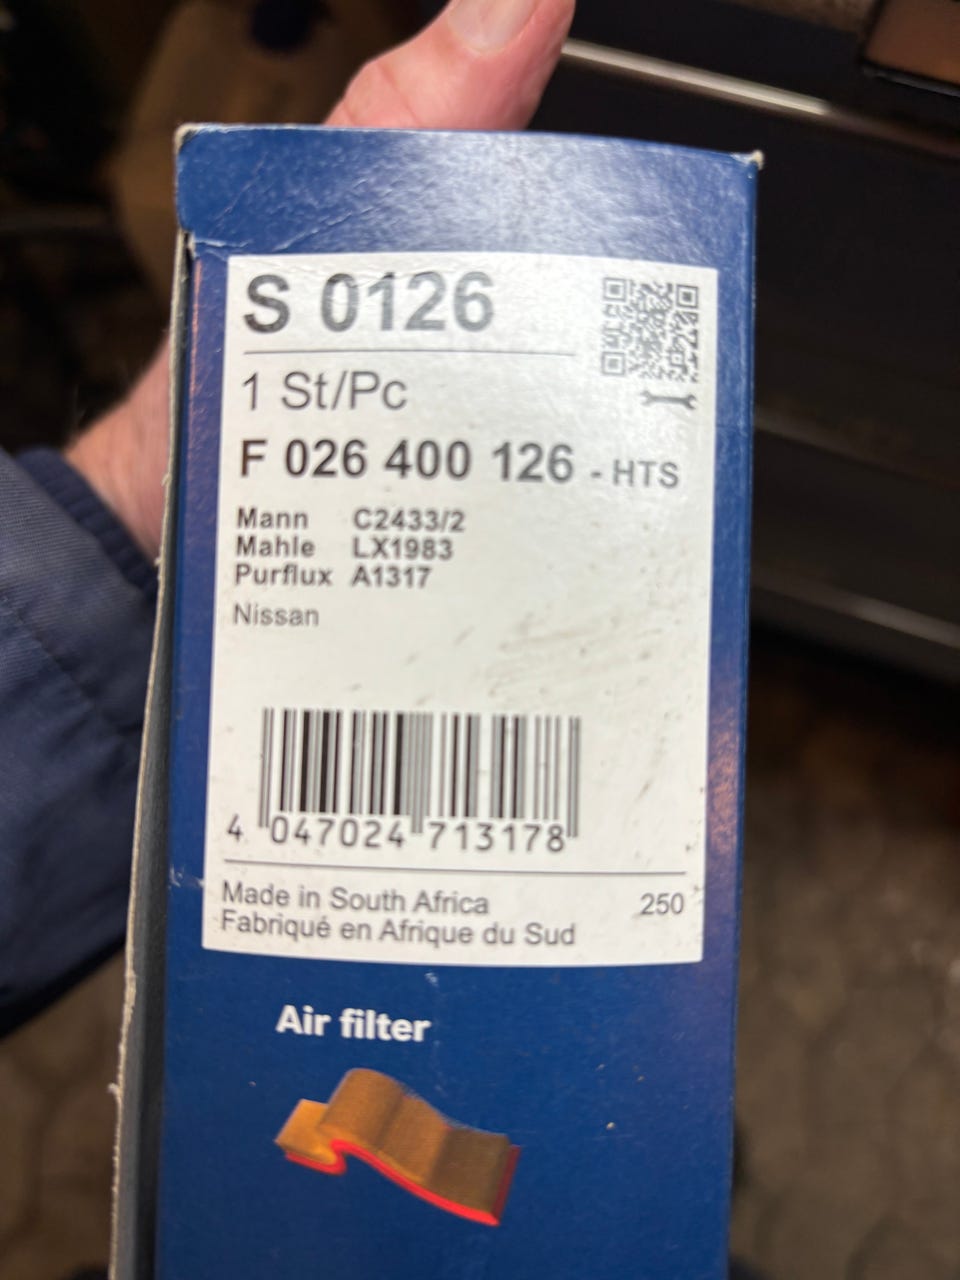 S 0126
1 St/Pc
F 026 400 126 - HTS
Mann C2433/2
Mahle LX1983
Purflux A1317
Nissan
4 047024 713178
Made in South Africa 250
Fabriqué en Afrique du Sud
Air filter